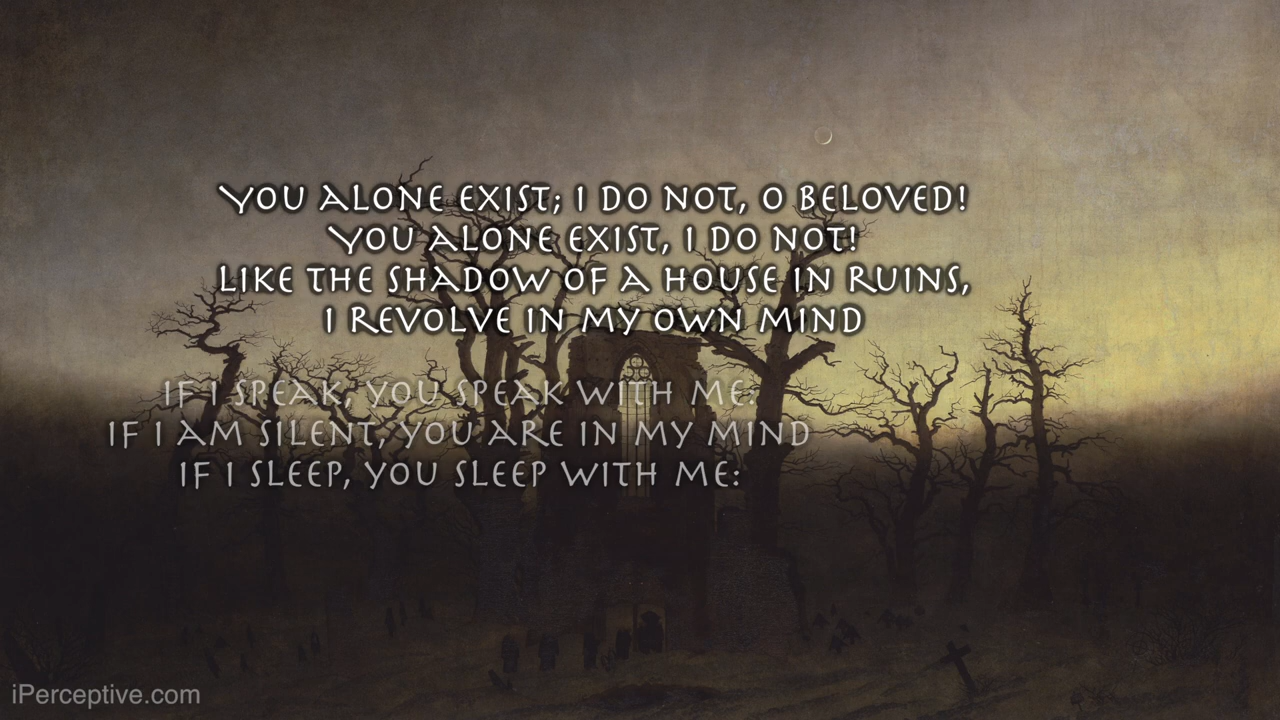 You alone exist; I do not, O Beloved!
You alone exist, I do not!
Like the shadow of a house in ruins,
I revolve in my own mind
If I speak, you speak with me:
If I am silent, you are in my mind
If I sleep, you sleep with me:
iPerceptive.com